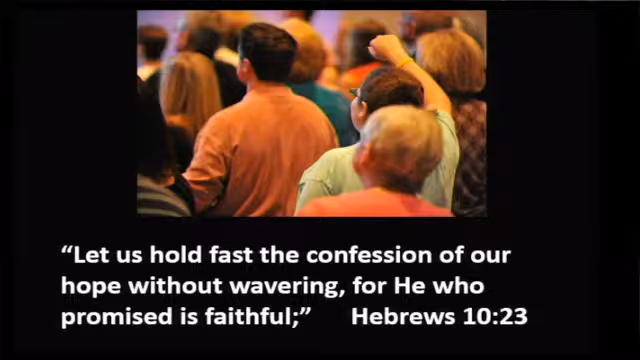 “Let us hold fast the confession of our
hope without wavering, for He who
promised is faithful;” Hebrews 10:23